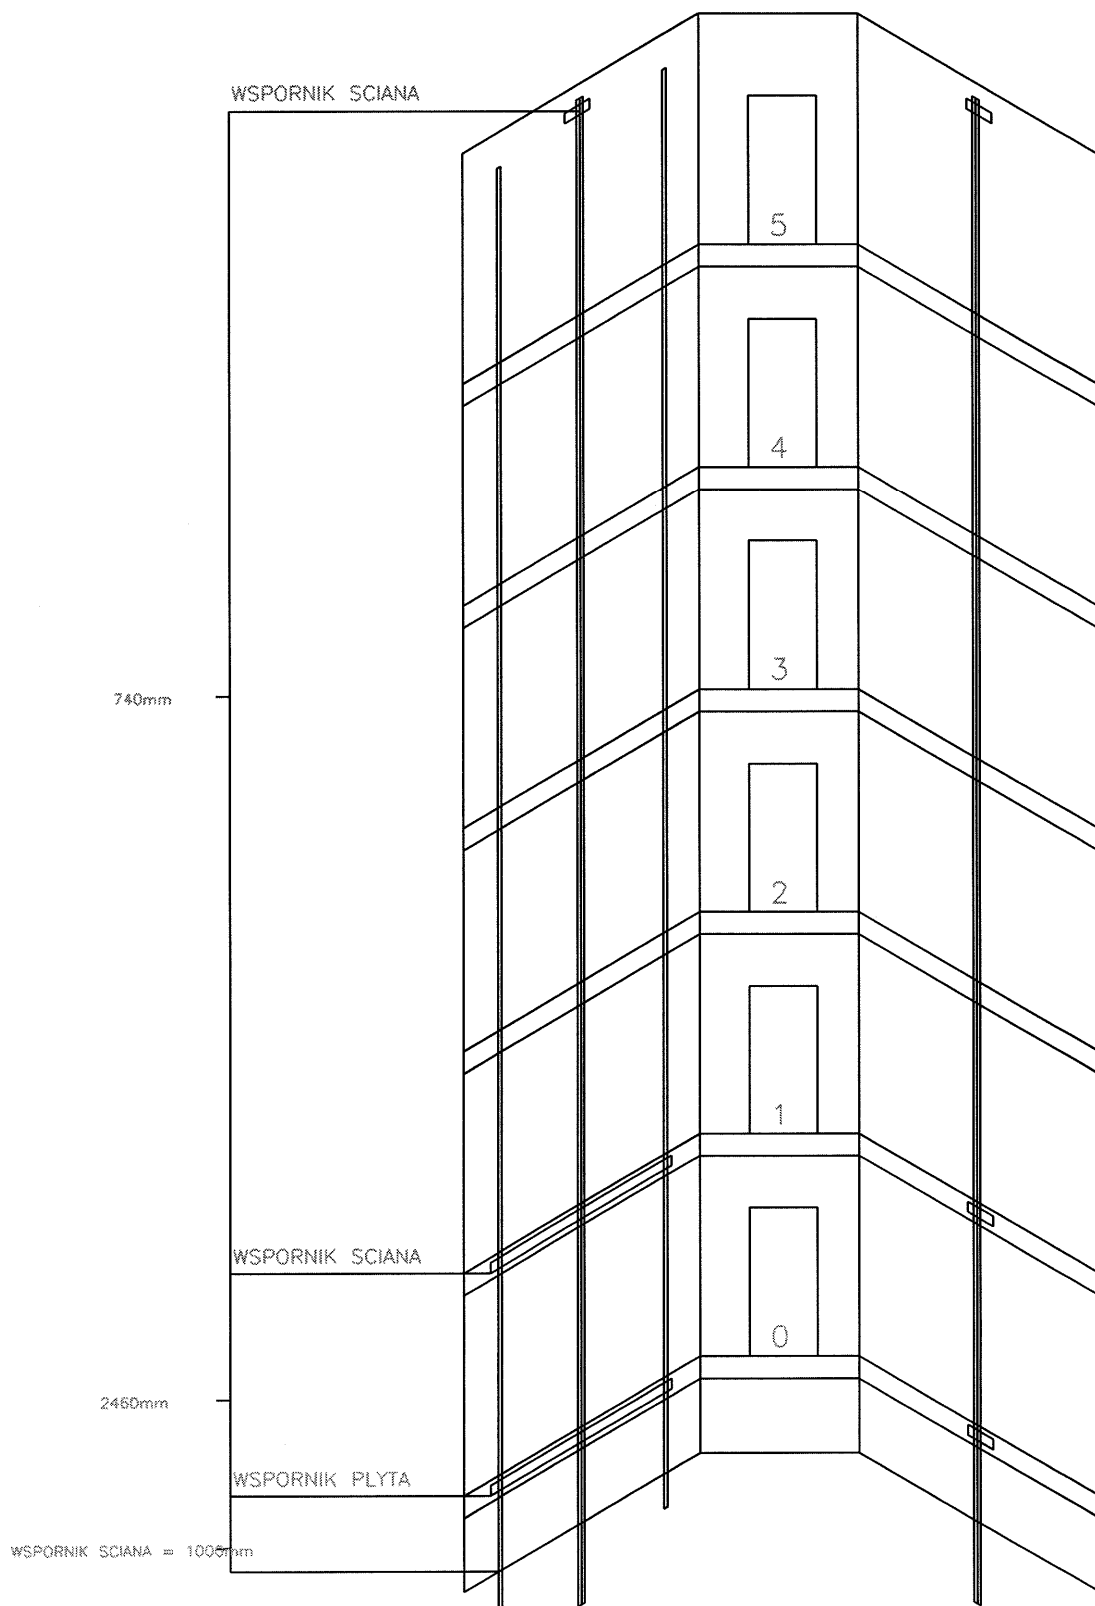 WSPORNIK SCIANA
5
4
3
740mm
2
1
WSPORNIK SCIANA
0
2460mm
WSPORNIK PLYTA
WSPORNIK SCIANA = 1000mm